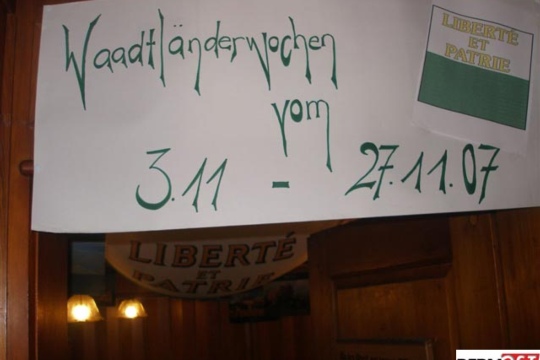 Waadtländerwochen
vom
3.11 - 27.11.07
LIBERTÉ
ET
PATRIE
LIBERTÉ
ET
PATRIE